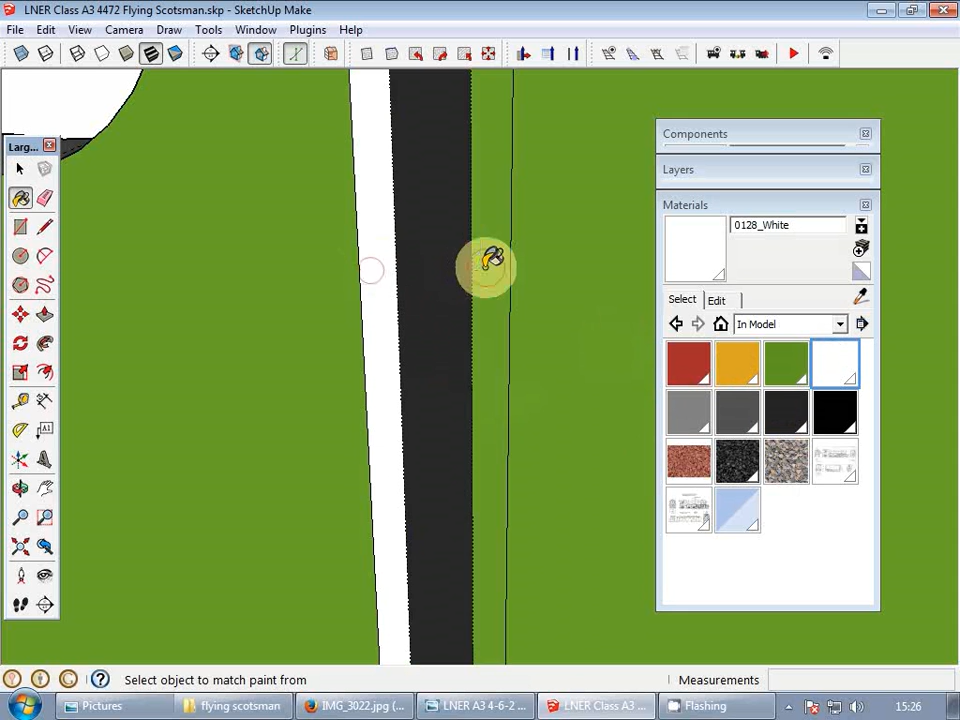 LNER Class A3 4472 Flying Scotsman.skp - SketchUp Make
File Edit View Camera Draw Tools Window Plugins Help
Components
Larg...
Layers
Materials
0128_White
Select Edit
In Model
A1
Select object to match paint from
Measurements
Pictures flying scotsman IMG_3022.jpg (... LNER A3 4-6-2 ... LNER Class A3 ... Flashing 15:26